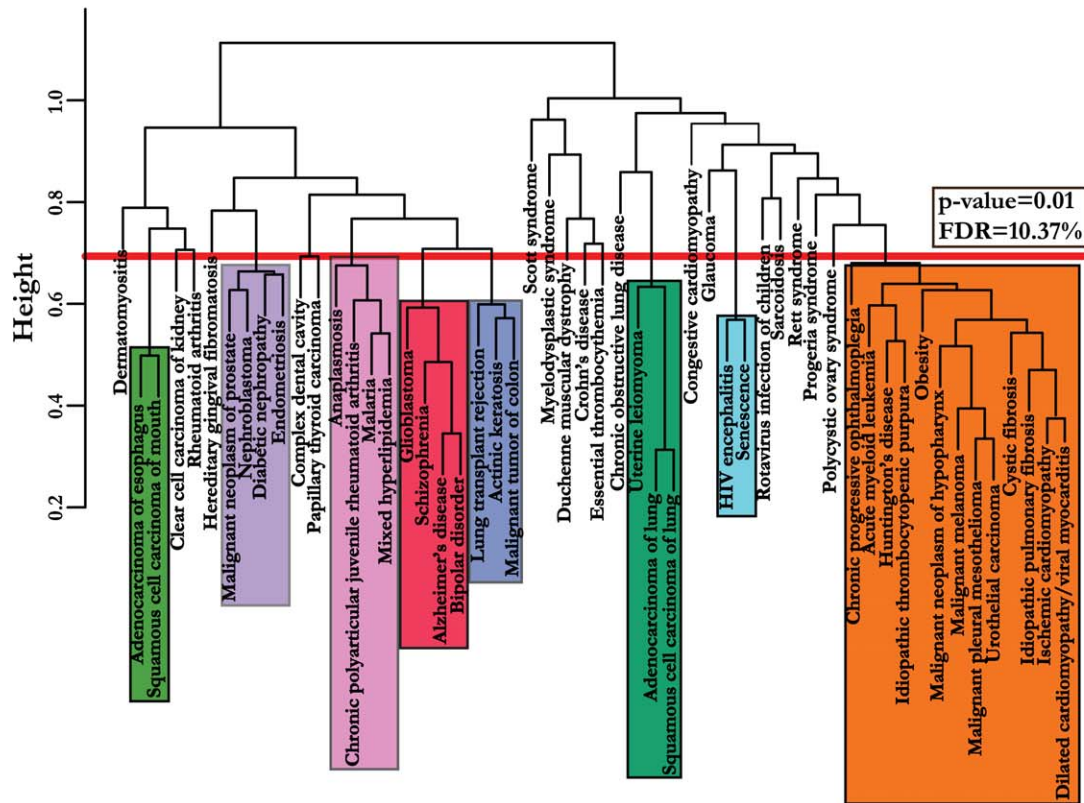 Height
1.0
0.8
0.6
0.4
0.2
p-value=0.01
FDR=10.37%
Dermatomyositis
Adenocarcinoma of esophagus
Squamous cell carcinoma of mouth
Clear cell carcinoma of kidney
Rheumatoid arthritis
Hereditary gingival fibromatosis
Malignant neoplasm of prostate
Nephroblastoma
Diabetic nephropathy
Endometriosis
Complex dental cavity
Papillary thyroid carcinoma
Anaplasmosis
Chronic polyarticular juvenile rheumatoid arthritis
Malaria
Mixed hyperlipidemia
Glioblastoma
Schizophrenia
Alzheimer's disease
Bipolar disorder
Lung transplant rejection
Actinic keratosis
Malignant tumor of colon
Scott syndrome
Myelodysplastic syndrome
Duchenne muscular dystrophy
Crohn's disease
Essential thrombocythemia
Chronic obstructive lung disease
Uterine leiomyoma
Adenocarcinoma of lung
Squamous cell carcinoma of lung
Congestive cardiomyopathy
Glaucoma
HIV encephalitis
Senescence
Rotavirus infection of children
Sarcoidosis
Rett syndrome
Progeria syndrome
Polycystic ovary syndrome
Chronic progressive ophthalmoplegia
Acute myeloid leukemia
Huntington's disease
Idiopathic thrombocytopenic purpura
Obesity
Malignant neoplasm of hypopharynx
Malignant melanoma
Malignant pleural mesothelioma
Urothelial carcinoma
Cystic fibrosis
Idiopathic pulmonary fibrosis
Ischemic cardiomyopathy
Dilated cardiomyopathy/viral myocarditis